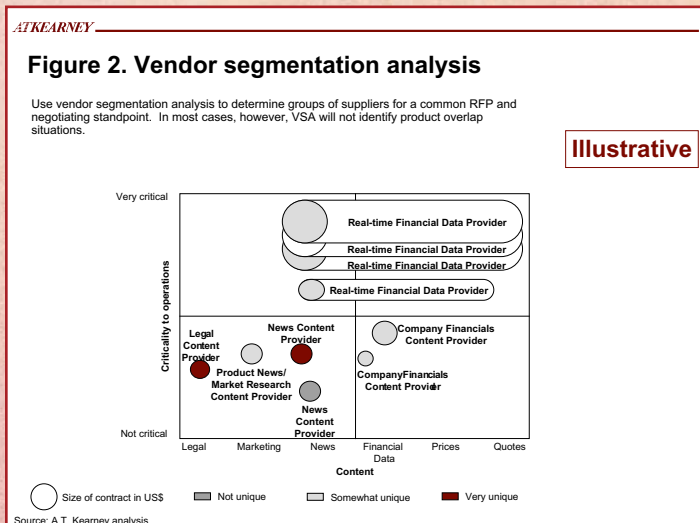 ATKEARNEY
Figure 2. Vendor segmentation analysis
Use vendor segmentation analysis to determine groups of suppliers for a common RFP and
negotiating standpoint. In most cases, however, VSA will not identify product overlap
situations.
Illustrative
Very critical
Real-time Financial Data Provider
Real-time Financial Data Provider
Real-time Financial Data Provider
Real-time Financial Data Provider
Criticality to operations
Legal
Content
Provider
News Content
Provider
Company Financials
Content Provider
Product News/
Market Research
Content Provider
CompanyFinancials
Content Provider
News
Content
Provider
Not critical
Legal
Marketing
News
Financial
Data
Prices
Quotes
Content
Size of contract in US$
Not unique
Somewhat unique
Very unique
Source: A.T. Kearney analysis